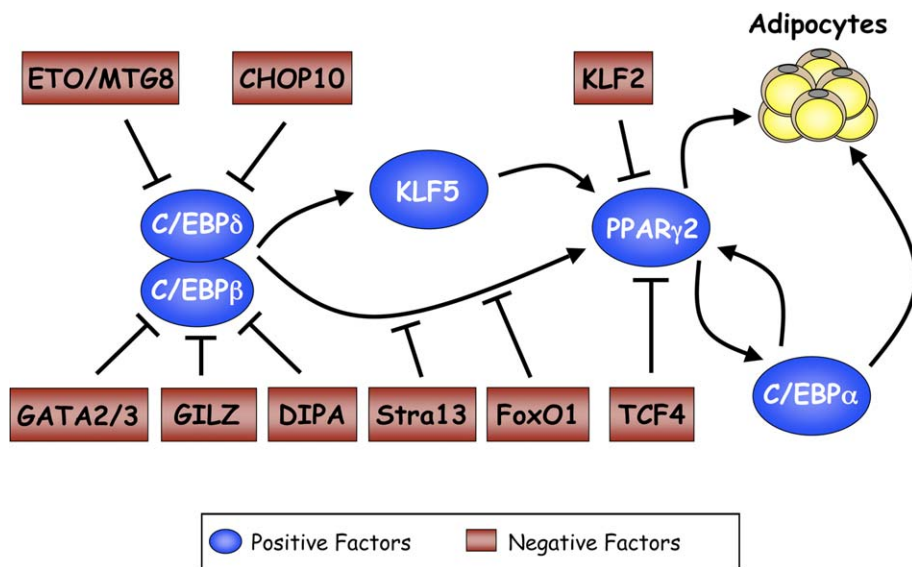 Adipocytes
ETO/MTG8
CHOP10
KLF2
C/EBPδ
KLF5
PPARγ2
C/EBPβ
C/EBPα
GATA2/3
GILZ
DIPA
Stra13
FoxO1
TCF4
Positive Factors
Negative Factors